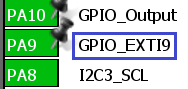 PA10 GPIO_Output
PA9 GPIO_EXTI9
PA8 I2C3_SCL